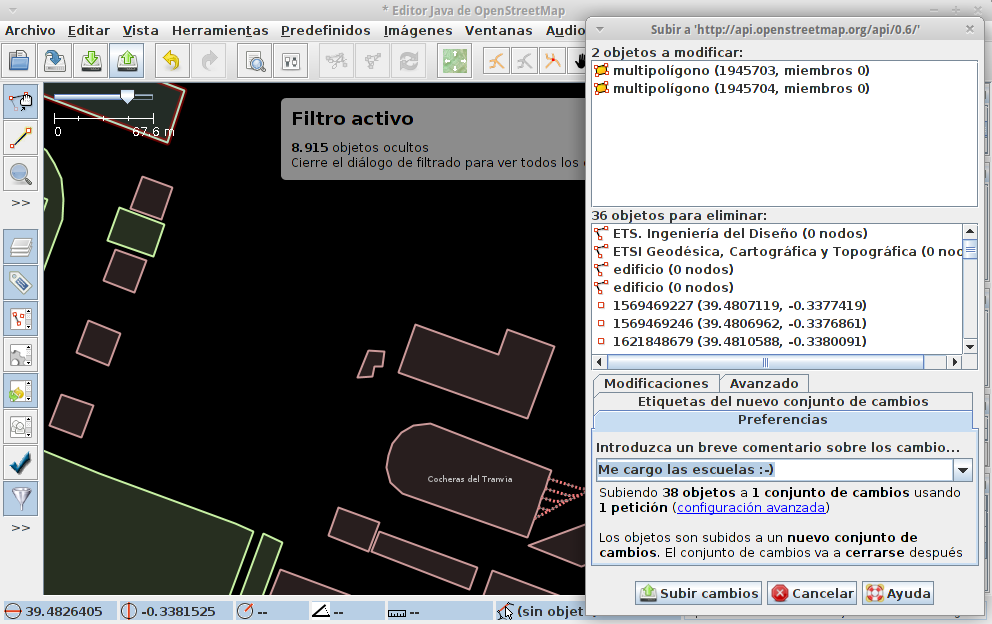 * Editor Java de OpenStreetMap
Archivo Editar Vista Herramientas Predefinidos Imágenes Ventanas Audio
0 67.6 m
Filtro activo
8.915 objetos ocultos
Cierre el diálogo de filtrado para ver todos los
Cocheras del Tranvia
>>
>>
39.4826405 -0.3381525 -- -- -- (sin objet
Subir a 'http://api.openstreetmap.org/api/0.6/'
2 objetos a modificar:
multipolígono (1945703, miembros 0)
multipolígono (1945704, miembros 0)
36 objetos para eliminar:
ETS. Ingeniería del Diseño (0 nodos)
ETSI Geodésica, Cartográfica y Topográfica (0 noc
edificio (0 nodos)
edificio (0 nodos)
1569469227 (39.4807119, -0.3377419)
1569469246 (39.4806962, -0.3376861)
1621848679 (39.4810588, -0.3380091)
Modificaciones Avanzado
Etiquetas del nuevo conjunto de cambios
Preferencias
Introduzca un breve comentario sobre los cambio...
Me cargo las escuelas :-)
Subiendo 38 objetos a 1 conjunto de cambios usando
1 petición (configuración avanzada)
Los objetos son subidos a un nuevo conjunto de
cambios. El conjunto de cambios va a cerrarse después
Subir cambios Cancelar Ayuda